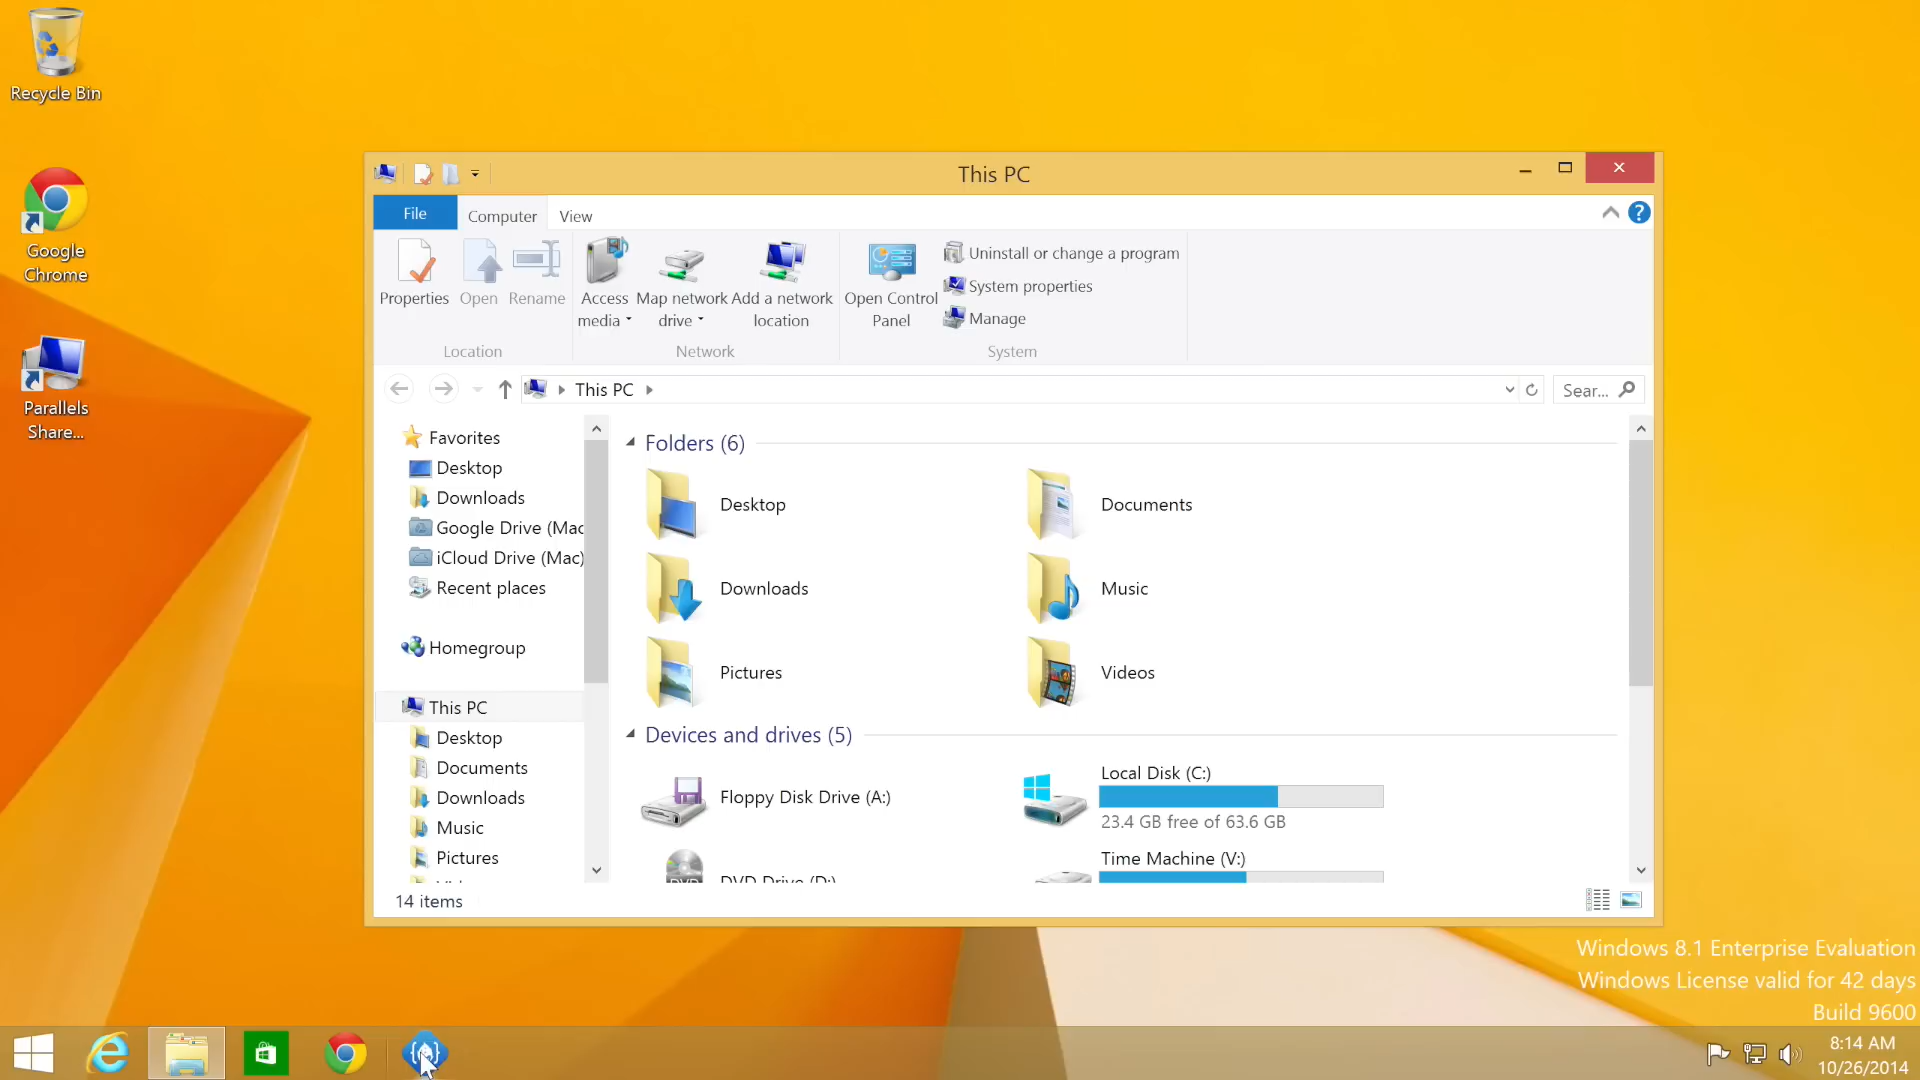 Recycle Bin
Google
Chrome
Parallels
Share...
This PC
File
Computer
View
Properties
Open
Rename
Access
media
Map network
drive
Add a network
location
Open Control
Panel
Uninstall or change a program
System properties
Manage
Location
Network
System
This PC
Sear...
Favorites
Desktop
Downloads
Google Drive (Mac
iCloud Drive (Mac)
Recent places
Homegroup
This PC
Desktop
Documents
Downloads
Music
Pictures
Folders (6)
Desktop
Documents
Downloads
Music
Pictures
Videos
Devices and drives (5)
Floppy Disk Drive (A:)
Local Disk (C:)
23.4 GB free of 63.6 GB
DVD Drive (D:)
Time Machine (V:)
14 items
Windows 8.1 Enterprise Evaluation
Windows License valid for 42 days
Build 9600
8:14 AM
10/26/2014